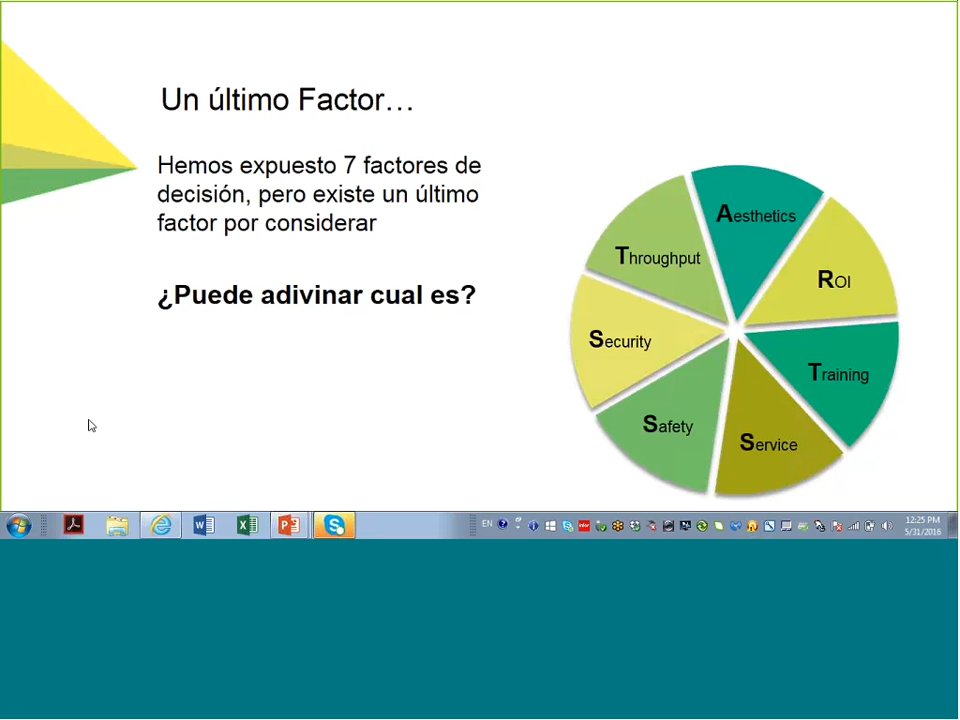 Un último Factor…
Hemos expuesto 7 factores de
decisión, pero existe un último
factor por considerar
¿Puede adivinar cual es?
Aesthetics
ROI
Training
Service
Safety
Security
Throughput
EN
12:25 PM
5/31/2016